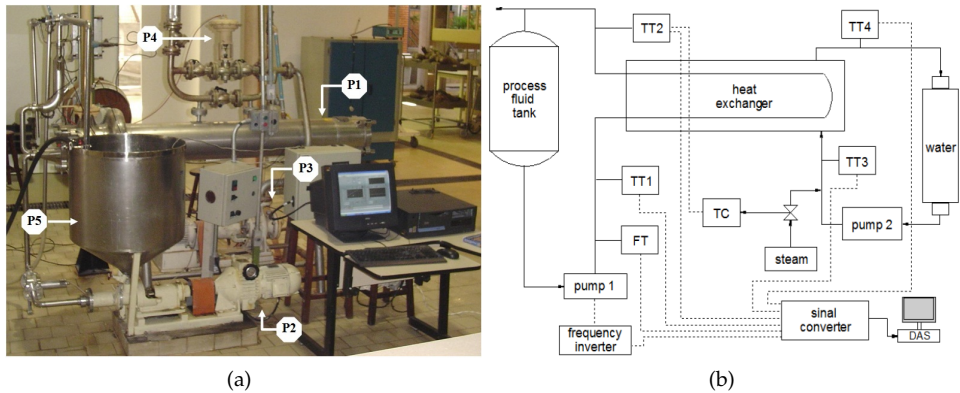 P4
P1
P3
P5
P2
(a)
TT2
TT4
process
fluid
tank
heat
exchanger
water
TT1
TT3
TC
FT
pump 2
steam
pump 1
sinal
converter
frequency
inverter
DAS
(b)